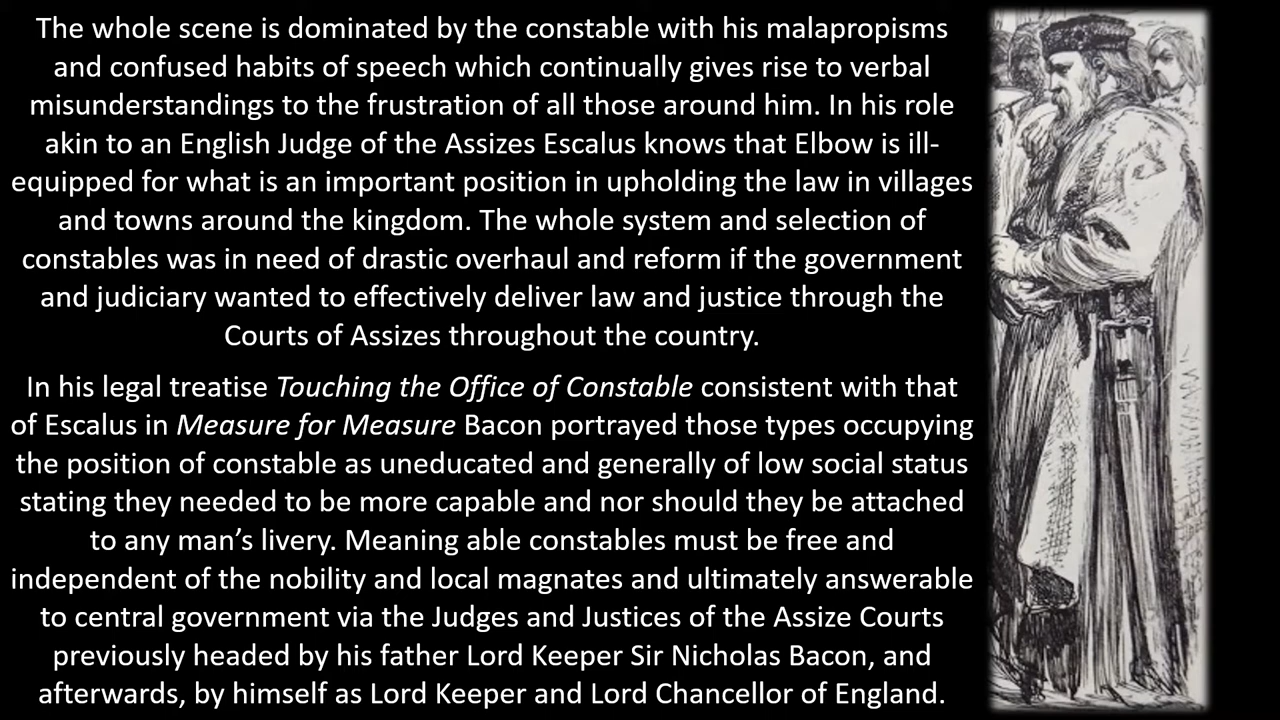 The whole scene is dominated by the constable with his malapropisms
and confused habits of speech which continually gives rise to verbal
misunderstandings to the frustration of all those around him. In his role
akin to an English Judge of the Assizes Escalus knows that Elbow is ill-
equipped for what is an important position in upholding the law in villages
and towns around the kingdom. The whole system and selection of
constables was in need of drastic overhaul and reform if the government
and judiciary wanted to effectively deliver law and justice through the
Courts of Assizes throughout the country.
In his legal treatise Touching the Office of Constable consistent with that
of Escalus in Measure for Measure Bacon portrayed those types occupying
the position of constable as uneducated and generally of low social status
stating they needed to be more capable and nor should they be attached
to any man’s livery. Meaning able constables must be free and
independent of the nobility and local magnates and ultimately answerable
to central government via the Judges and Justices of the Assize Courts
previously headed by his father Lord Keeper Sir Nicholas Bacon, and
afterwards, by himself as Lord Keeper and Lord Chancellor of England.